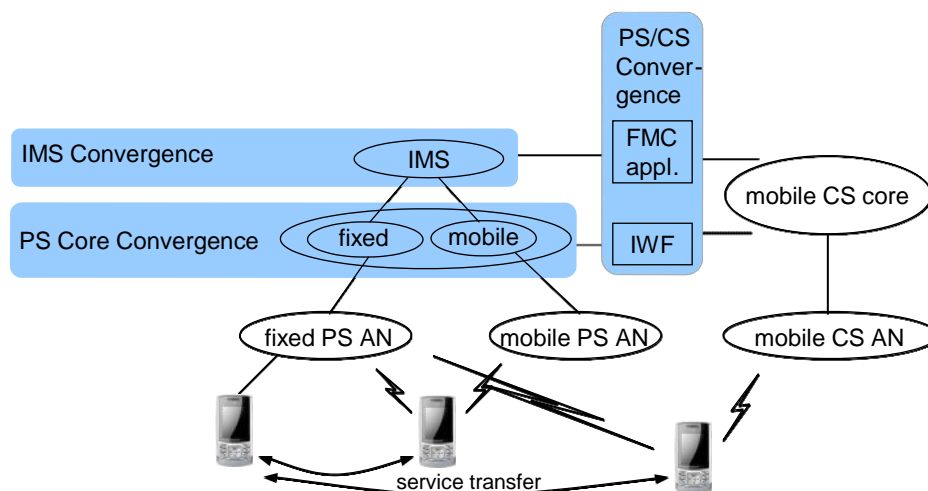 PS/CS
Conver-
gence
IMS Convergence
IMS
FMC
appl.
mobile CS core
PS Core Convergence
fixed
mobile
IWF
fixed PS AN
mobile PS AN
mobile CS AN
service transfer